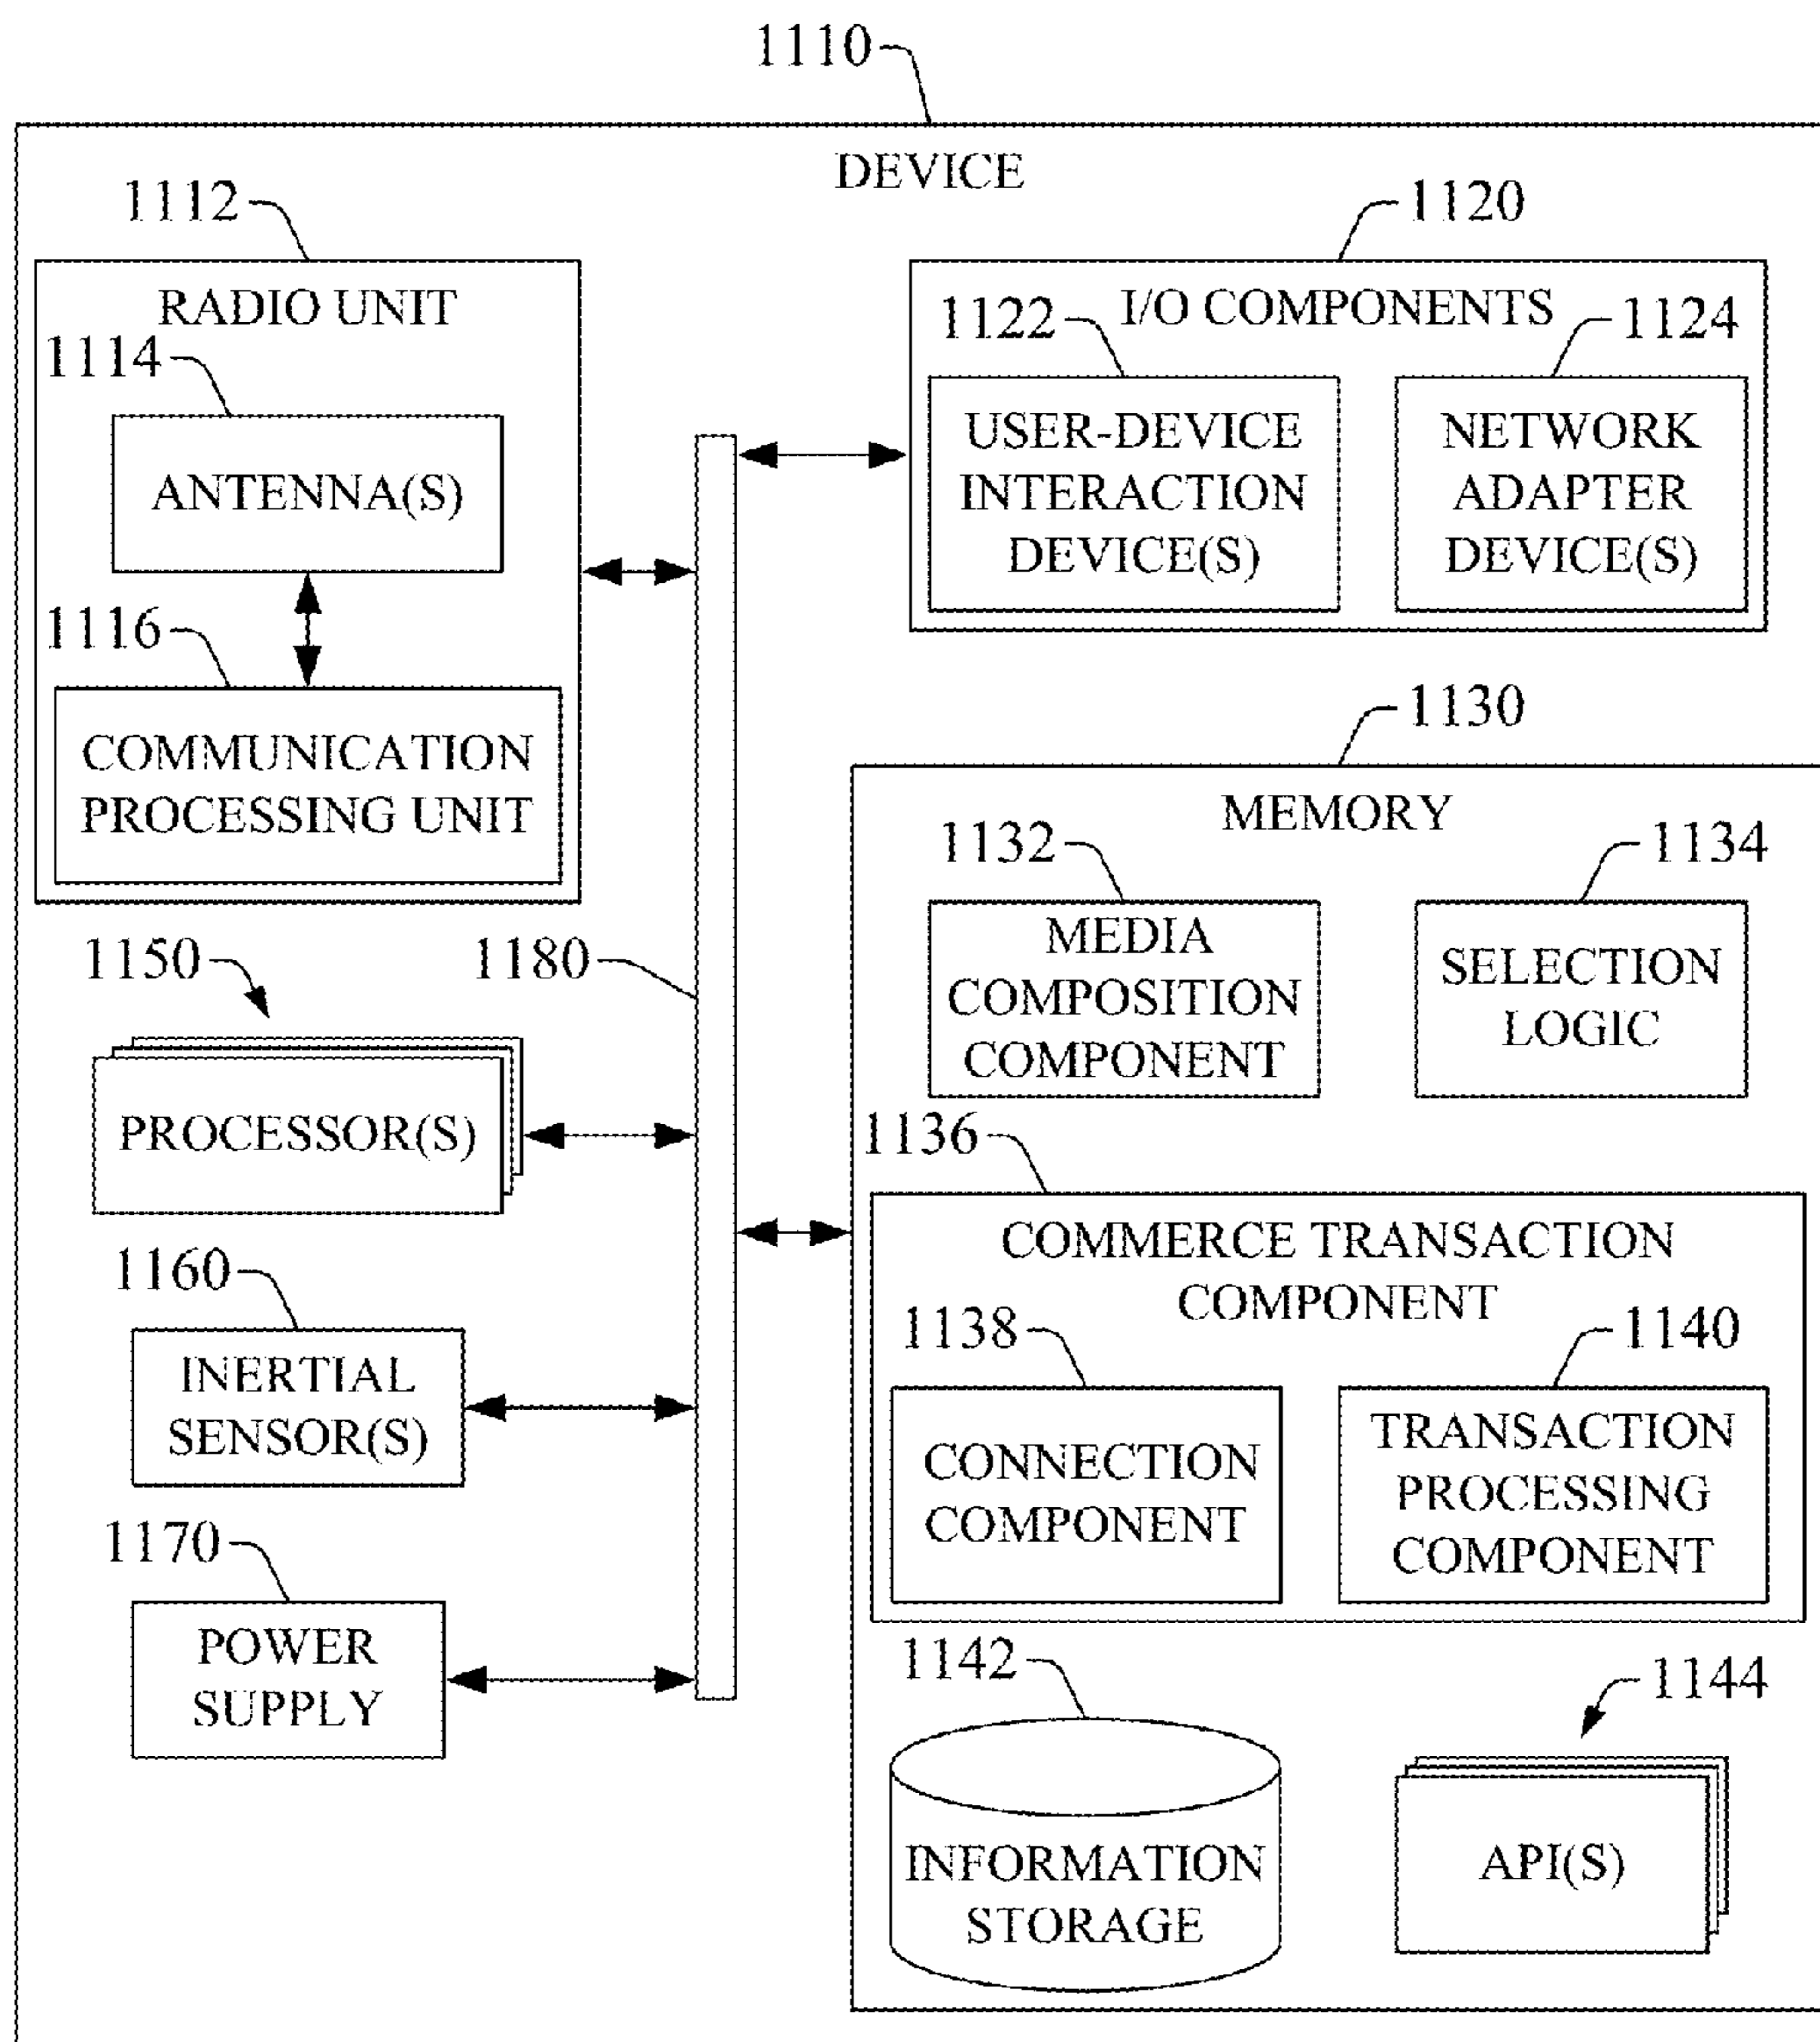 1110
DEVICE
1112
RADIO UNIT
1114
ANTENNA(S)
1116
COMMUNICATION
PROCESSING UNIT
1120
I/O COMPONENTS
1122
USER-DEVICE
INTERACTION
DEVICE(S)
1124
NETWORK
ADAPTER
DEVICE(S)
1130
MEMORY
1132
MEDIA
COMPOSITION
COMPONENT
1134
SELECTION
LOGIC
1150
PROCESSOR(S)
1180
1136
COMMERCE TRANSACTION
COMPONENT
1138
CONNECTION
COMPONENT
1140
TRANSACTION
PROCESSING
COMPONENT
1160
INERTIAL
SENSOR(S)
1170
POWER
SUPPLY
1142
INFORMATION
STORAGE
1144
API(S)